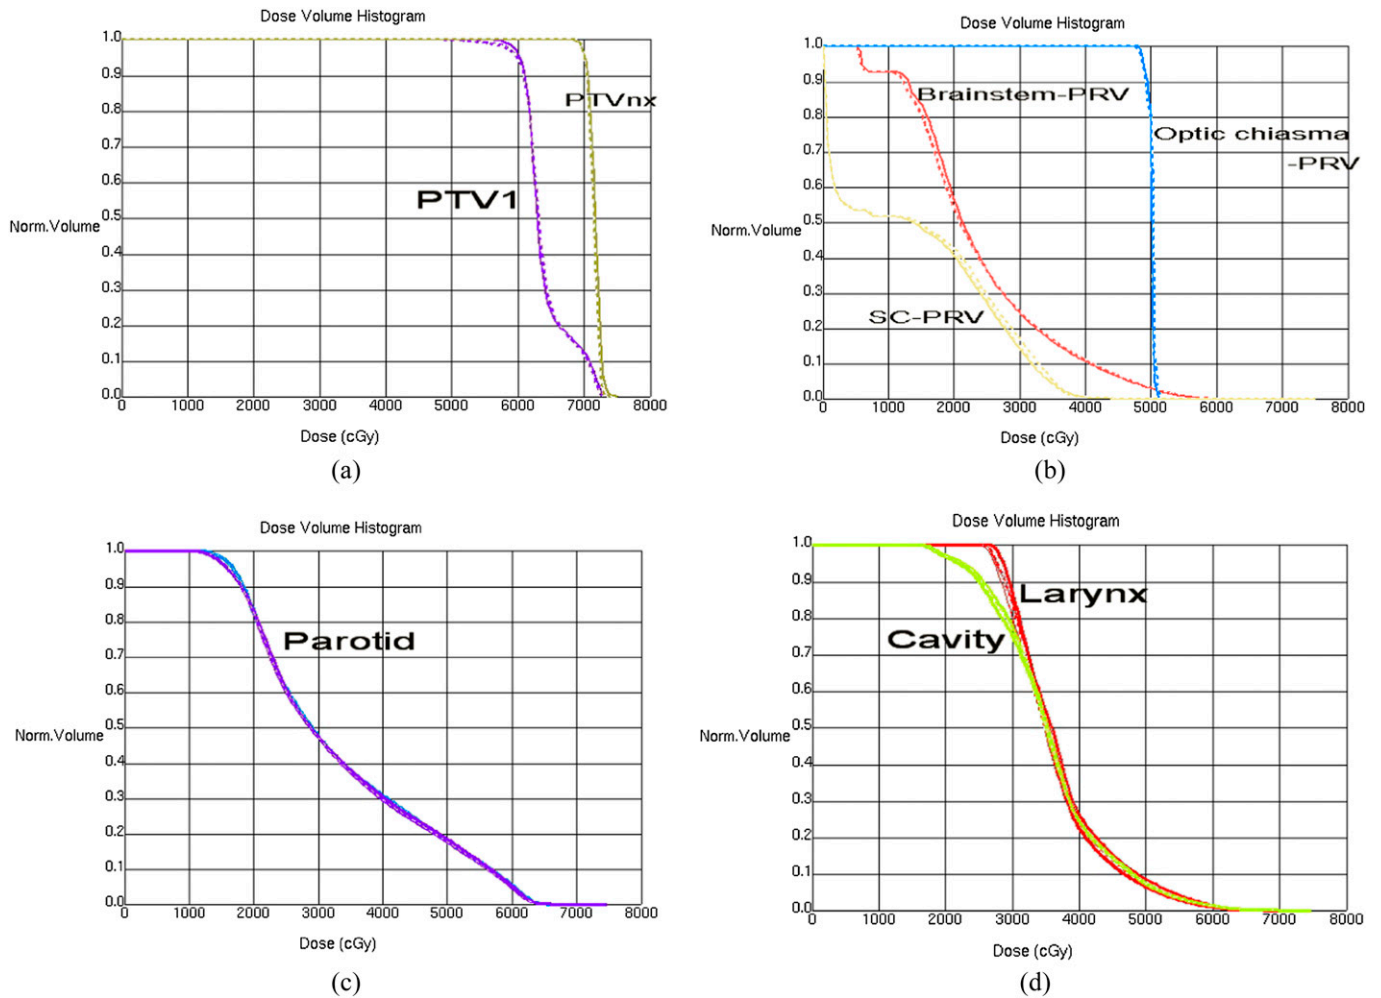 Dose Volume Histogram
1.0
0.9
PTVnx
0.8
0.7
0.6
PTV1
0.5
Norm.Volume
0.4
0.3
0.2
0.1
0.0
0 1000 2000 3000 4000 5000 6000 7000 8000
Dose (cGy)
(a)
Dose Volume Histogram
1.0
0.9
Brainstem-PRV
0.8
Optic chiasma
-PRV
0.7
0.6
0.5
Norm.Volume
0.4
0.3
SC-PRV
0.2
0.1
0.0
0 1000 2000 3000 4000 5000 6000 7000 8000
Dose (cGy)
(b)
Dose Volume Histogram
1.0
0.9
0.8
Parotid
0.7
0.6
0.5
Norm.Volume
0.4
0.3
0.2
0.1
0.0
0 1000 2000 3000 4000 5000 6000 7000 8000
Dose (cGy)
(c)
Dose Volume Histogram
1.0
0.9
Larynx
0.8
Cavity
0.7
0.6
0.5
Norm.Volume
0.4
0.3
0.2
0.1
0.0
0 1000 2000 3000 4000 5000 6000 7000 8000
Dose (cGy)
(d)